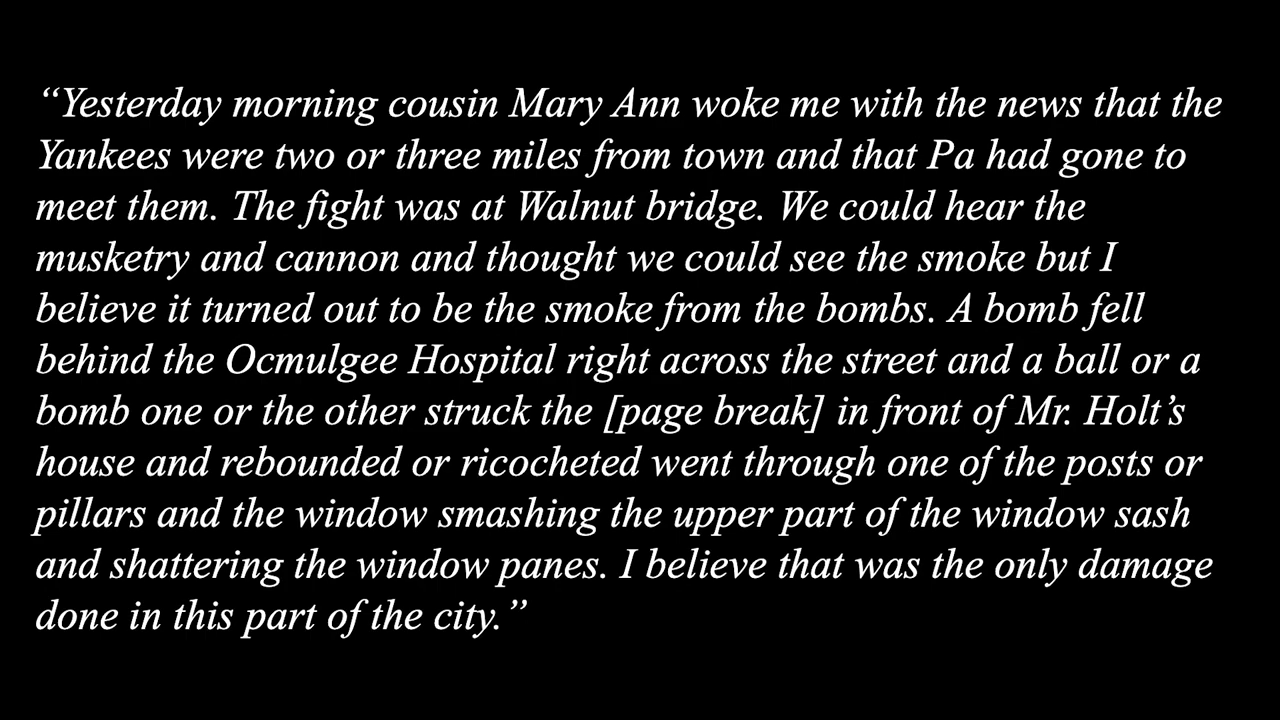 “Yesterday morning cousin Mary Ann woke me with the news that the
Yankees were two or three miles from town and that Pa had gone to
meet them. The fight was at Walnut bridge. We could hear the
musketry and cannon and thought we could see the smoke but I
believe it turned out to be the smoke from the bombs. A bomb fell
behind the Ocmulgee Hospital right across the street and a ball or a
bomb one or the other struck the [page break] in front of Mr. Holt’s
house and rebounded or ricocheted went through one of the posts or
pillars and the window smashing the upper part of the window sash
and shattering the window panes. I believe that was the only damage
done in this part of the city.”